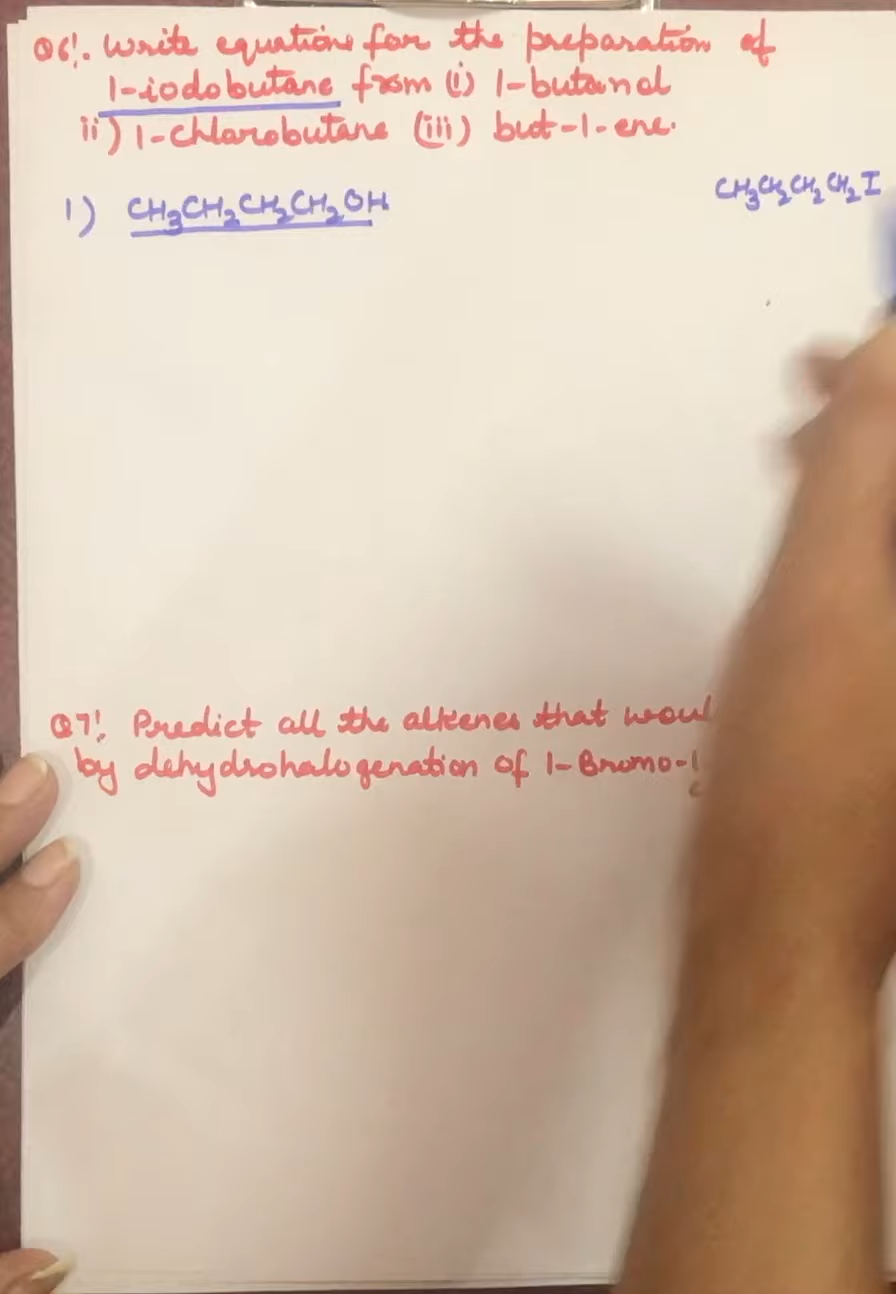 Q6!. Write equations for the preparation of
1-iodobutane from (i) 1-butanol
ii) 1-chlorobutane (iii) but-1-ene.
1) CH₃CH₂CH₂CH₂OH CH₃CH₂CH₂CH₂I
Q7!. Predict all the alkenes that woul
by dehydrohalogenation of 1-Bromo-1